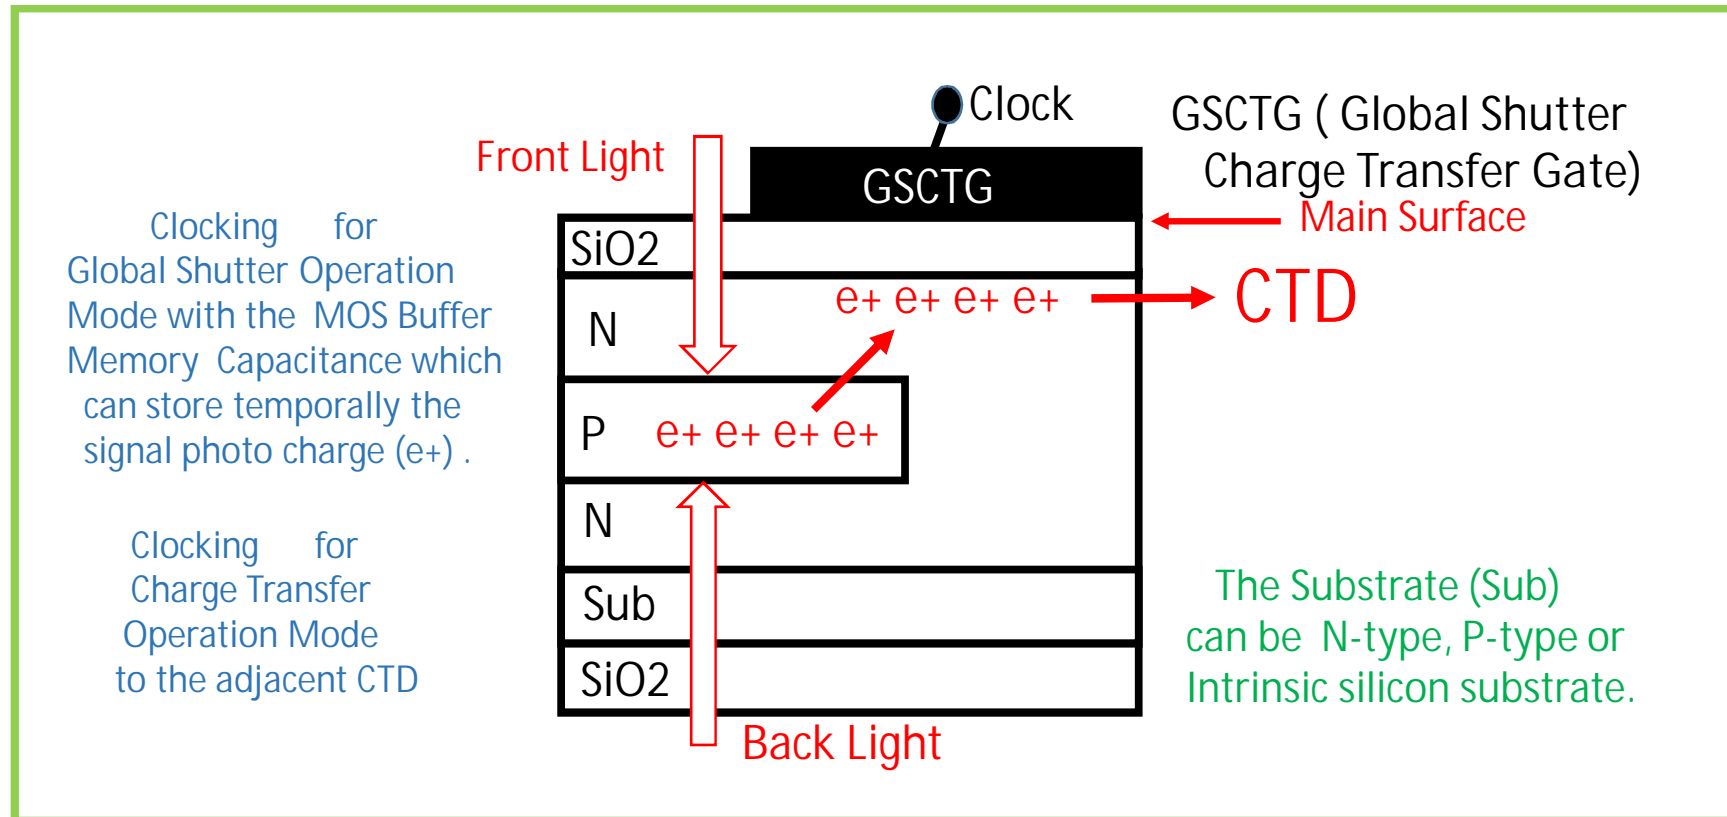 Clock
GSCTG ( Global Shutter
Charge Transfer Gate)
Front Light
GSCTG
Main Surface
Clocking for
Global Shutter Operation
Mode with the MOS Buffer
Memory Capacitance which
can store temporally the
signal photo charge (e+) .
Clocking for
Charge Transfer
Operation Mode
to the adjacent CTD
SiO2
N
e+ e+ e+ e+
CTD
P
e+ e+ e+ e+
N
Sub
SiO2
Back Light
The Substrate (Sub)
can be N-type, P-type or
Intrinsic silicon substrate.